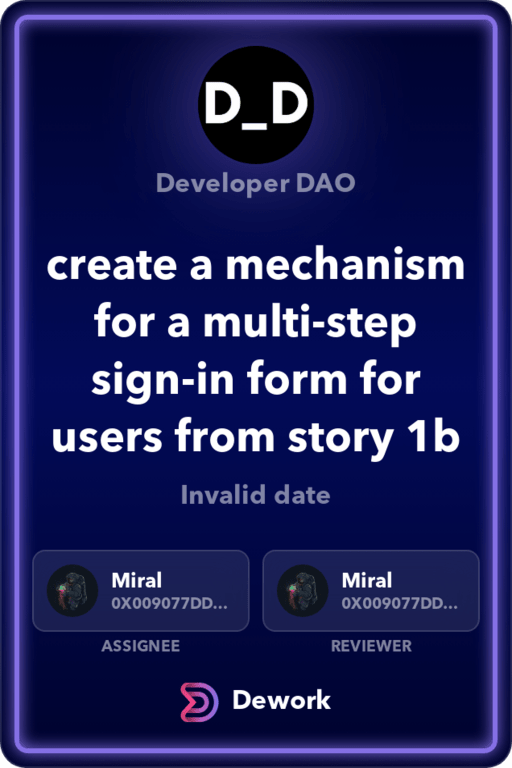 D_D
Developer DAO
create a mechanism
for a multi-step
sign-in form for
users from story 1b
Invalid date
Miral
0X009077DD...
ASSIGNEE
Miral
0X009077DD...
REVIEWER
Dework